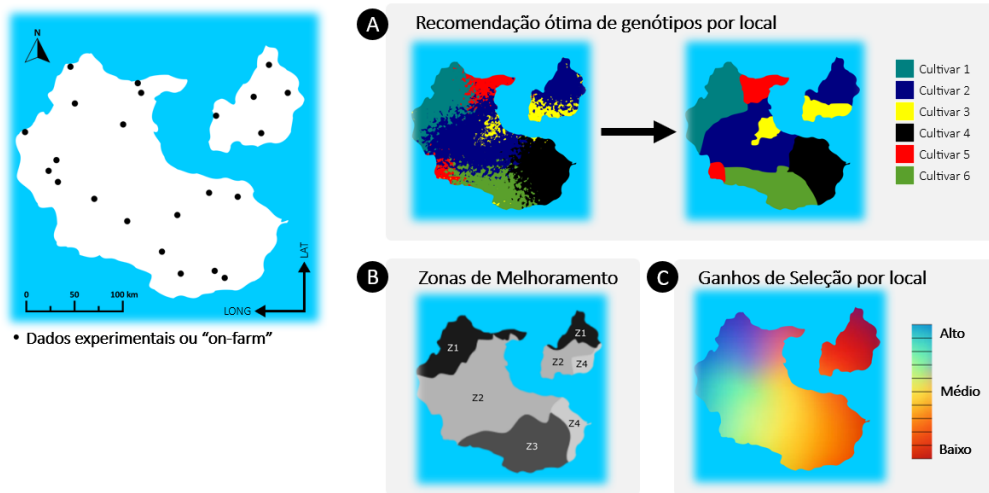 N
0 50 100 km
LONG
LAT
• Dados experimentais ou “on-farm”
A Recomendação ótima de genótipos por local
Cultivar 1
Cultivar 2
Cultivar 3
Cultivar 4
Cultivar 5
Cultivar 6
B Zonas de Melhoramento
Z1
Z1
Z2
Z4
Z2
Z4
Z3
C Ganhos de Seleção por local
Alto
Médio
Baixo